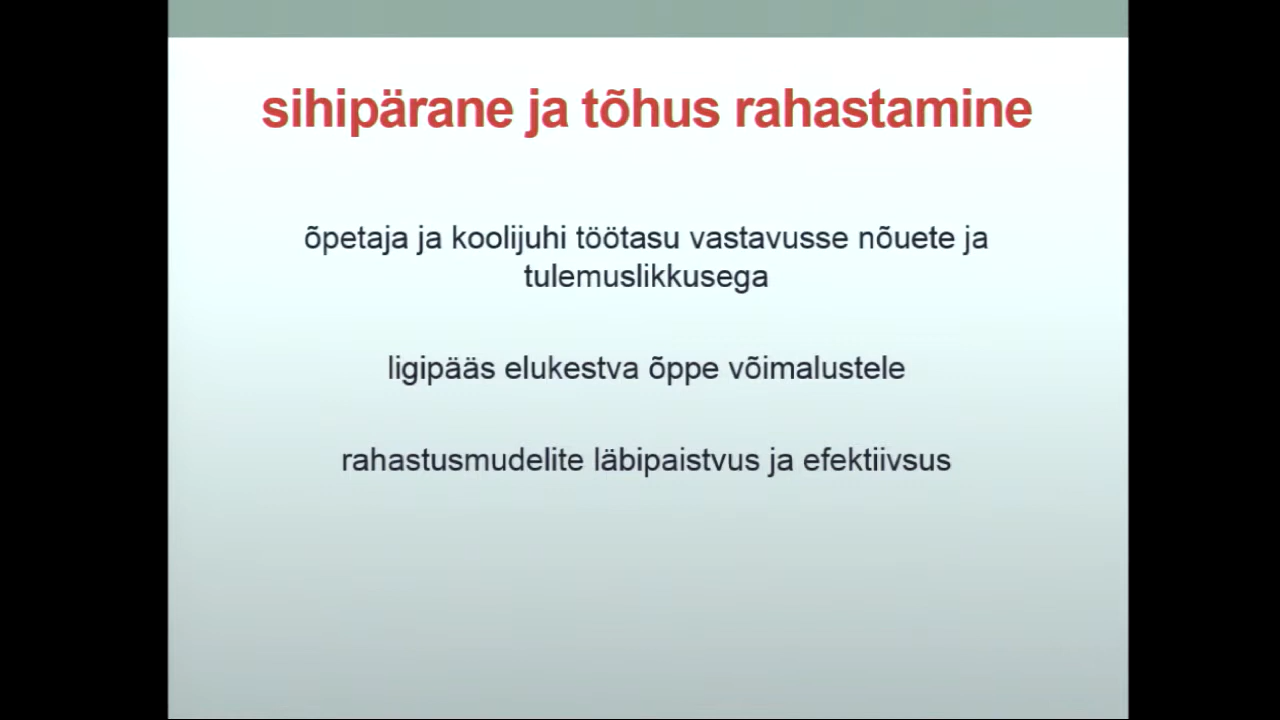 sihipärane ja tõhus rahastamine
õpetaja ja koolijuhi töötasu vastavusse nõuete ja
tulemuslikkusega
ligipääs elukestva õppe võimalustele
rahastusmudelite läbipaistvus ja efektiivsus